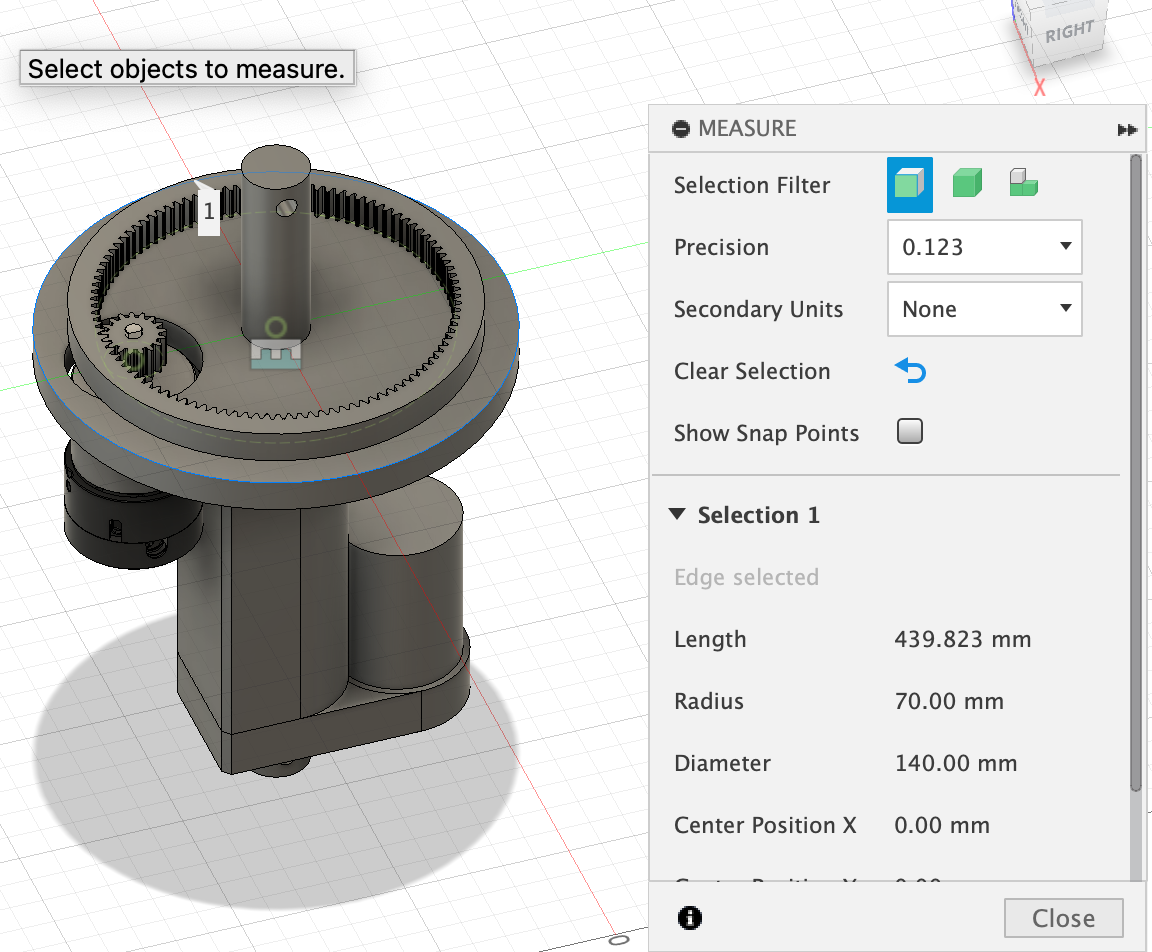 RIGHT
X
Select objects to measure.
1
MEASURE
Selection Filter
Precision 0.123
Secondary Units None
Clear Selection
Show Snap Points
Selection 1
Edge selected
Length 439.823 mm
Radius 70.00 mm
Diameter 140.00 mm
Center Position X 0.00 mm
Close
0